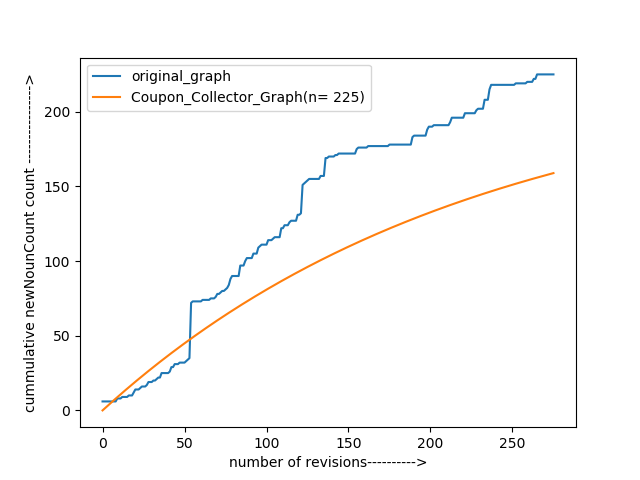 original_graph
Coupon_Collector_Graph(n= 225)
cummulative newNounCount count --------------->
200
150
100
50
0
0 50 100 150 200 250
number of revisions---------->